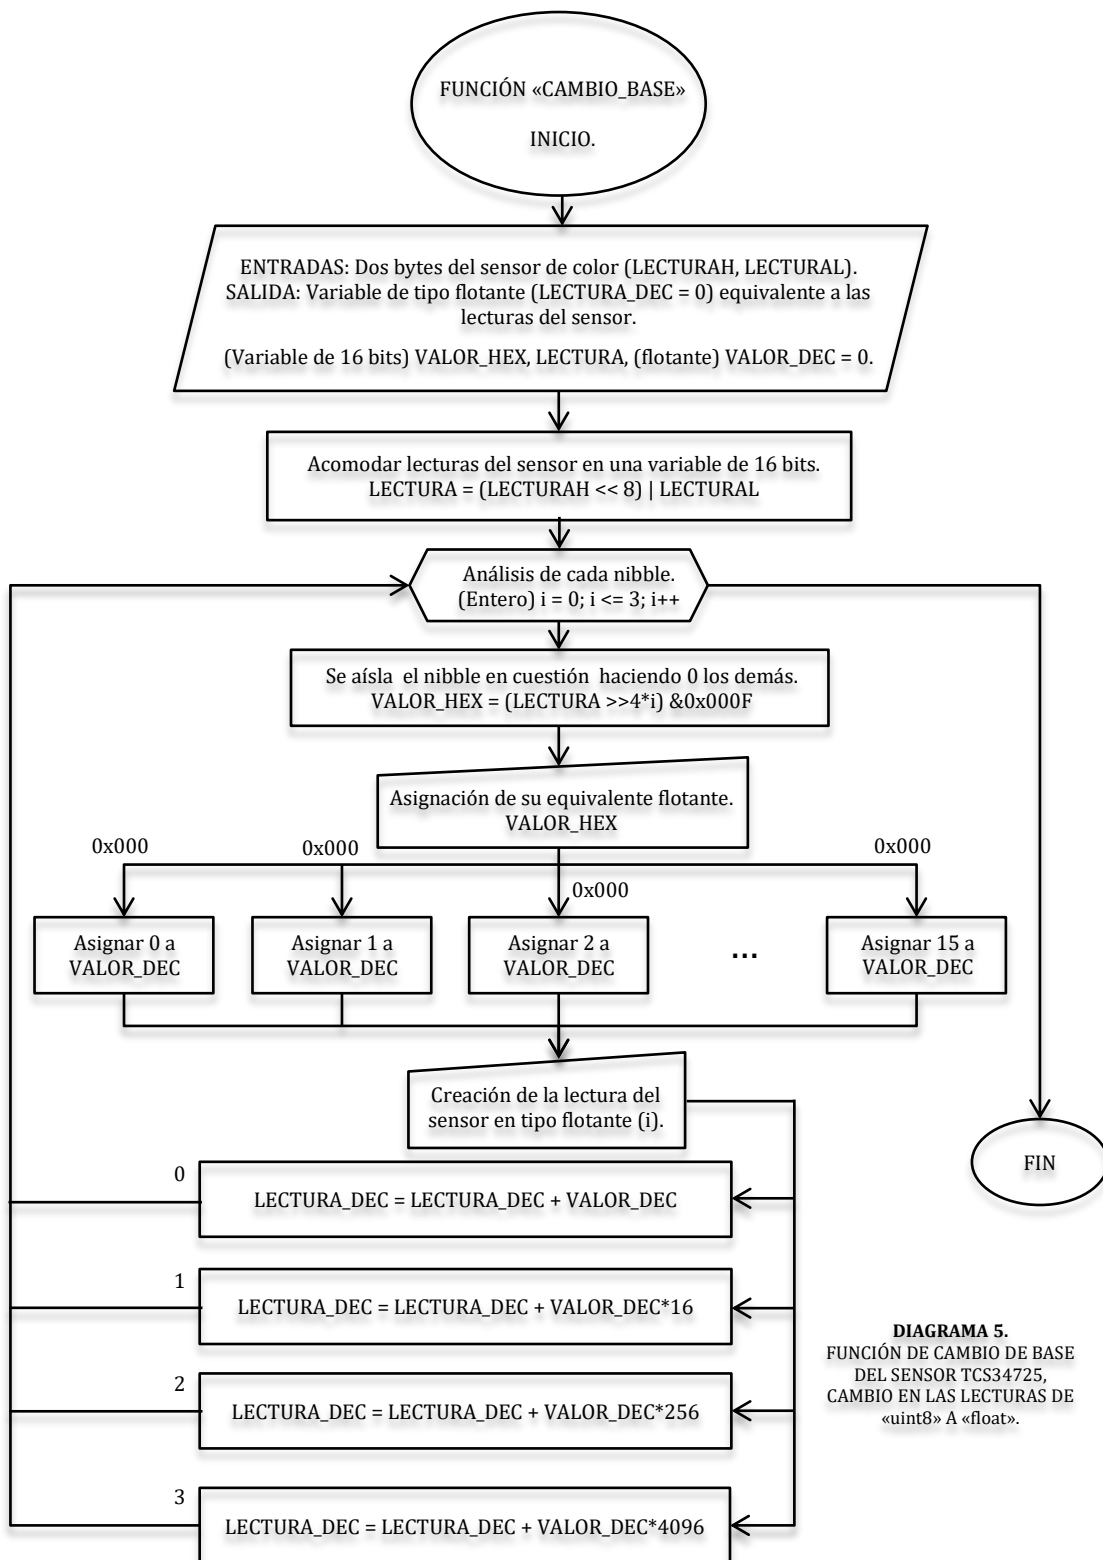 FUNCIÓN «CAMBIO_BASE»
INICIO.
ENTRADAS: Dos bytes del sensor de color (LECTURAH, LECTURAL).
SALIDA: Variable de tipo flotante (LECTURA_DEC = 0) equivalente a las
lecturas del sensor.
(Variable de 16 bits) VALOR_HEX, LECTURA, (flotante) VALOR_DEC = 0.
Acomodar lecturas del sensor en una variable de 16 bits.
LECTURA = (LECTURAH << 8) | LECTURAL
Análisis de cada nibble.
(Entero) i = 0; i <= 3; i++
Se aísla el nibble en cuestión haciendo 0 los demás.
VALOR_HEX = (LECTURA >>4*i) &0x000F
Asignación de su equivalente flotante.
VALOR_HEX
0x000
0x000
0x000
0x000
Asignar 0 a
VALOR_DEC
Asignar 1 a
VALOR_DEC
Asignar 2 a
VALOR_DEC
...
Asignar 15 a
VALOR_DEC
Creación de la lectura del
sensor en tipo flotante (i).
FIN
0
LECTURA_DEC = LECTURA_DEC + VALOR_DEC
1
LECTURA_DEC = LECTURA_DEC + VALOR_DEC*16
2
LECTURA_DEC = LECTURA_DEC + VALOR_DEC*256
3
LECTURA_DEC = LECTURA_DEC + VALOR_DEC*4096
DIAGRAMA 5.
FUNCIÓN DE CAMBIO DE BASE
DEL SENSOR TCS34725,
CAMBIO EN LAS LECTURAS DE
«uint8» A «float».